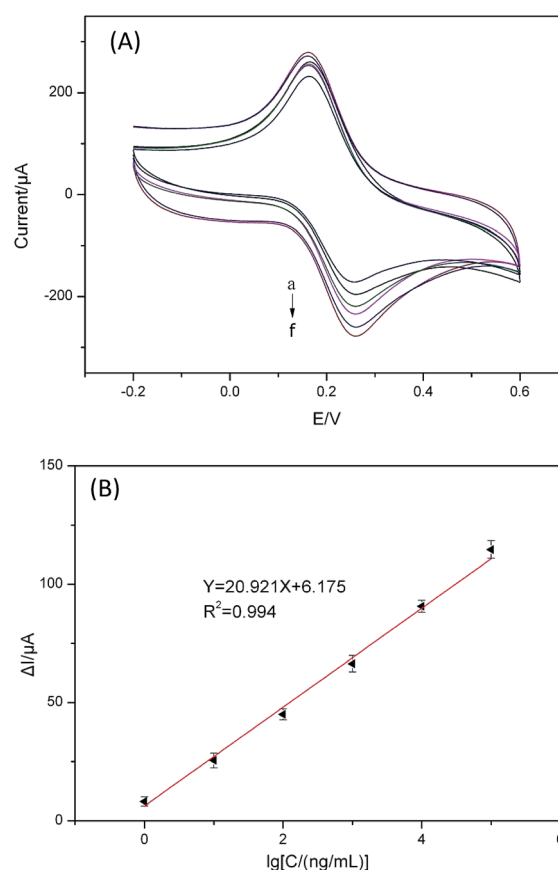 (A)
200
0
-200
Current/µA
a
f
-0.2 0.0 0.2 0.4 0.6
E/V
(B)
150
100
50
0
ΔI/µA
Y=20.921X+6.175
R²=0.994
0 2 4 6
lg[C/(ng/mL)]